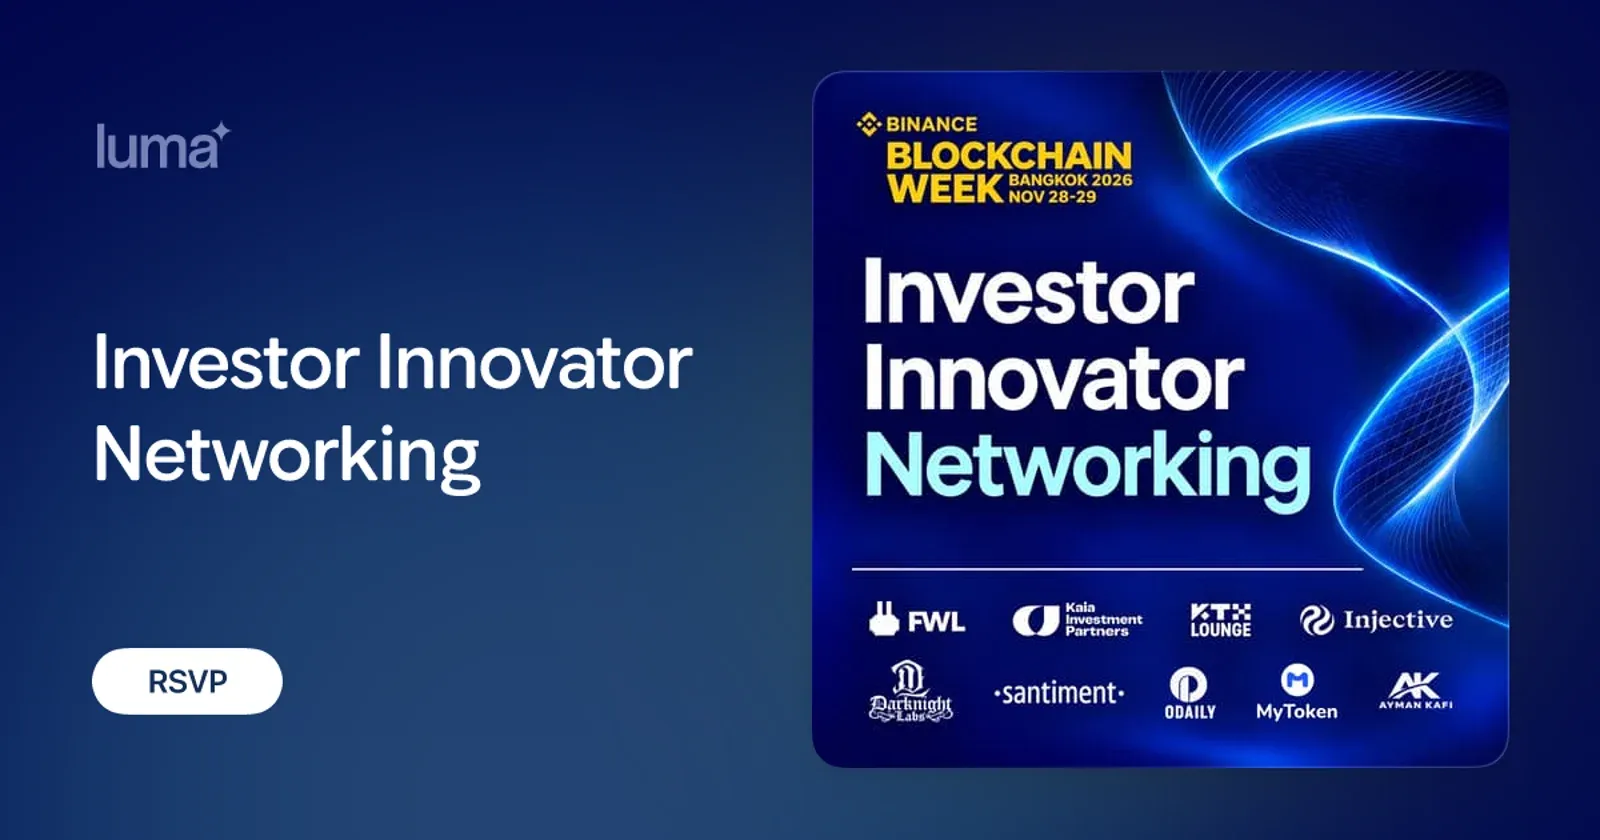 luma
Investor Innovator
Networking
RSVP
BINANCE
BLOCKCHAIN
WEEK BANGKOK 2026
NOV 28-29
Investor
Innovator
Networking
FWL
Kaia
Investment
Partners
KTX
LOUNGE
Injective
Darknight
Labs
·santiment·
ODAILY
MyToken
AK
AYMAN KAFI